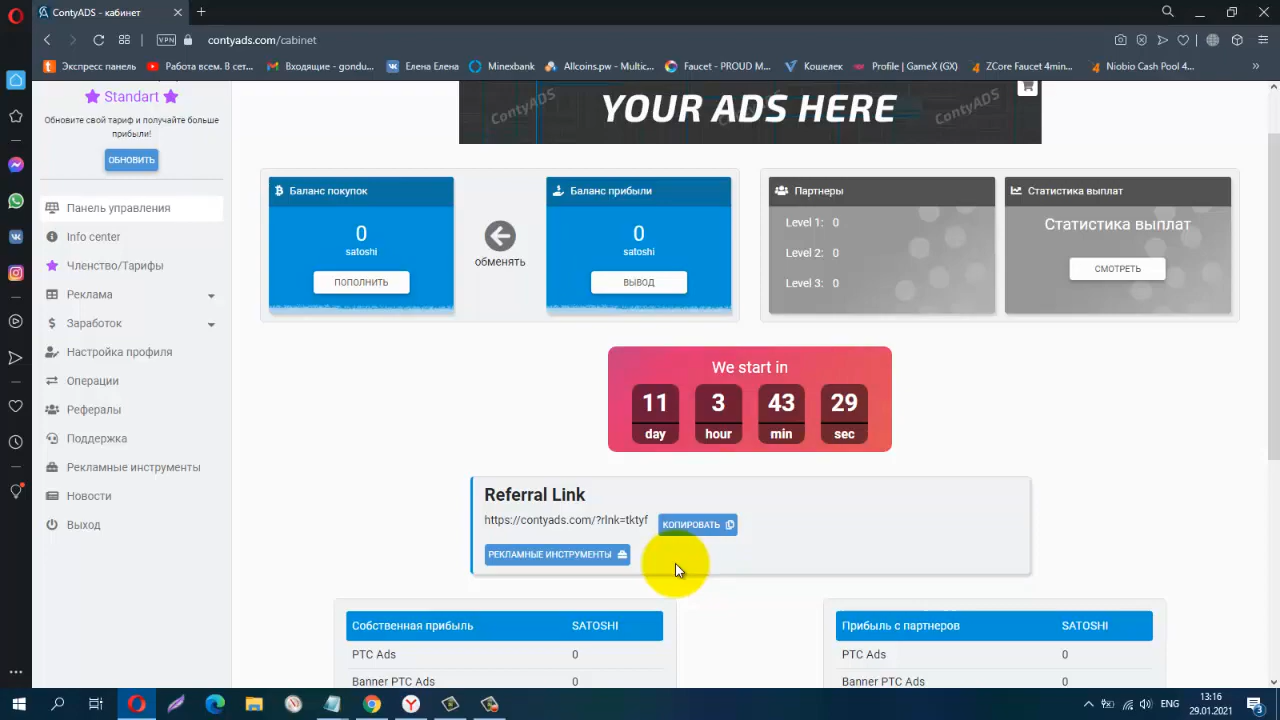 ContyADS - кабинет
VPN
contyads.com/cabinet
Экспресс панель
Работа всем. В сет...
Входящие - gondu...
Елена Елена
Minexbank
Allcoins.pw - Multic...
Faucet - PROUD M...
Кошелек
Profile | GameX (GX)
ZCore Faucet 4min...
Niobio Cash Pool 4...
Standart
Обновите свой тариф и получайте больше
прибыли!
ОБНОВИТЬ
Панель управления
Info center
Членство/Тарифы
Реклама
Заработок
Настройка профиля
Операции
Рефералы
Поддержка
Рекламные инструменты
Новости
Выход
ContyADS
YOUR ADS HERE
ContyADS
ContyADS
Баланс покупок
0
satoshi
ПОПОЛНИТЬ
обменять
Баланс прибыли
0
satoshi
ВЫВОД
Партнеры
Level 1: 0
Level 2: 0
Level 3: 0
Статистика выплат
Статистика выплат
СМОТРЕТЬ
We start in
11 3 43 29
day hour min sec
Referral Link
https://contyads.com/?rlnk=tktyf
КОПИРОВАТЬ
РЕКЛАМНЫЕ ИНСТРУМЕНТЫ
Собственная прибыль SATOSHI
PTC Ads 0
Banner PTC Ads 0
Прибыль с партнеров SATOSHI
PTC Ads 0
Banner PTC Ads 0
ENG
13:16
29.01.2021
3